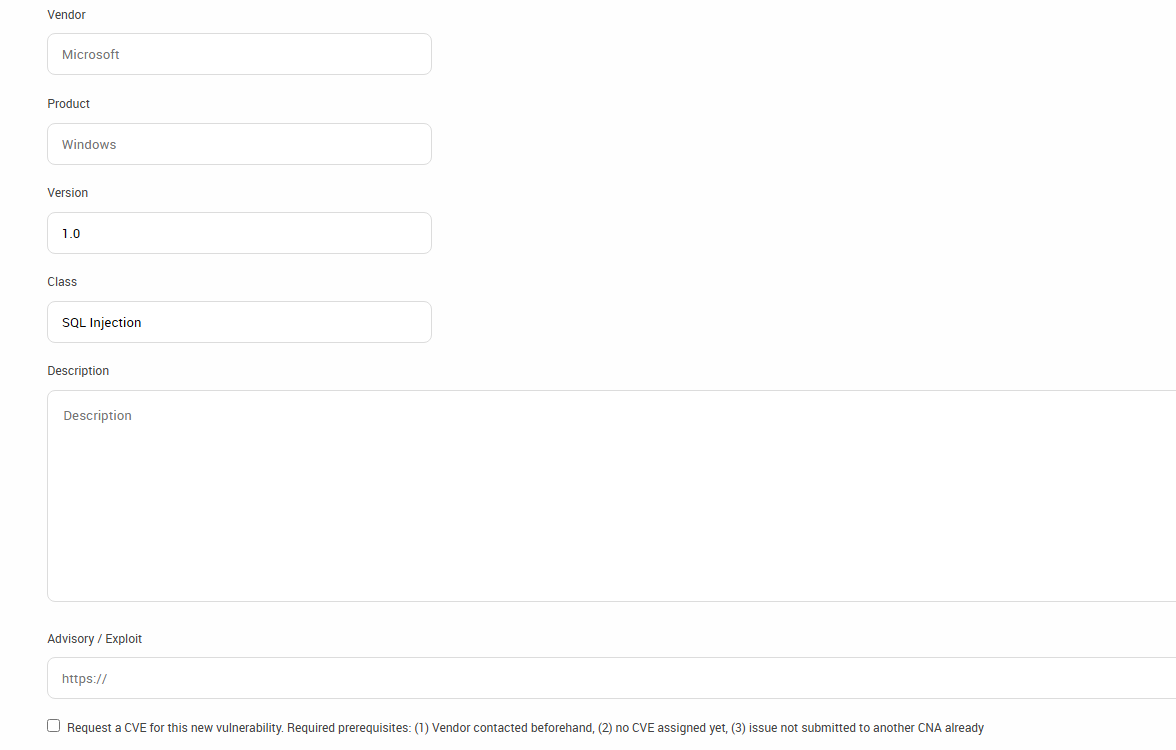 Vendor
Microsoft
Product
Windows
Version
1.0
Class
SQL Injection
Description
Description
Advisory / Exploit
https://
Request a CVE for this new vulnerability. Required prerequisites: (1) Vendor contacted beforehand, (2) no CVE assigned yet, (3) issue not submitted to another CNA already